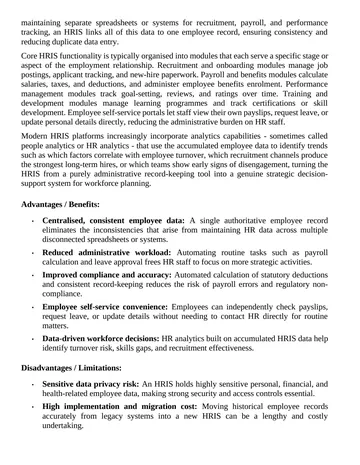 maintaining separate spreadsheets or systems for recruitment, payroll, and performance
tracking, an HRIS links all of this data to one employee record, ensuring consistency and
reducing duplicate data entry.
Core HRIS functionality is typically organised into modules that each serve a specific stage or
aspect of the employment relationship. Recruitment and onboarding modules manage job
postings, applicant tracking, and new-hire paperwork. Payroll and benefits modules calculate
salaries, taxes, and deductions, and administer employee benefits enrolment. Performance
management modules track goal-setting, reviews, and ratings over time. Training and
development modules manage learning programmes and track certifications or skill
development. Employee self-service portals let staff view their own payslips, request leave, or
update personal details directly, reducing the administrative burden on HR staff.
Modern HRIS platforms increasingly incorporate analytics capabilities - sometimes called
people analytics or HR analytics - that use the accumulated employee data to identify trends
such as which factors correlate with employee turnover, which recruitment channels produce
the strongest long-term hires, or which teams show early signs of disengagement, turning the
HRIS from a purely administrative record-keeping tool into a genuine strategic decision-
support system for workforce planning.
Advantages / Benefits:
• Centralised, consistent employee data: A single authoritative employee record
eliminates the inconsistencies that arise from maintaining HR data across multiple
disconnected spreadsheets or systems.
• Reduced administrative workload: Automating routine tasks such as payroll
calculation and leave approval frees HR staff to focus on more strategic activities.
• Improved compliance and accuracy: Automated calculation of statutory deductions
and consistent record-keeping reduces the risk of payroll errors and regulatory non-
compliance.
• Employee self-service convenience: Employees can independently check payslips,
request leave, or update details without needing to contact HR directly for routine
matters.
• Data-driven workforce decisions: HR analytics built on accumulated HRIS data help
identify turnover risk, skills gaps, and recruitment effectiveness.
Disadvantages / Limitations:
• Sensitive data privacy risk: An HRIS holds highly sensitive personal, financial, and
health-related employee data, making strong security and access controls essential.
• High implementation and migration cost: Moving historical employee records
accurately from legacy systems into a new HRIS can be a lengthy and costly
undertaking.